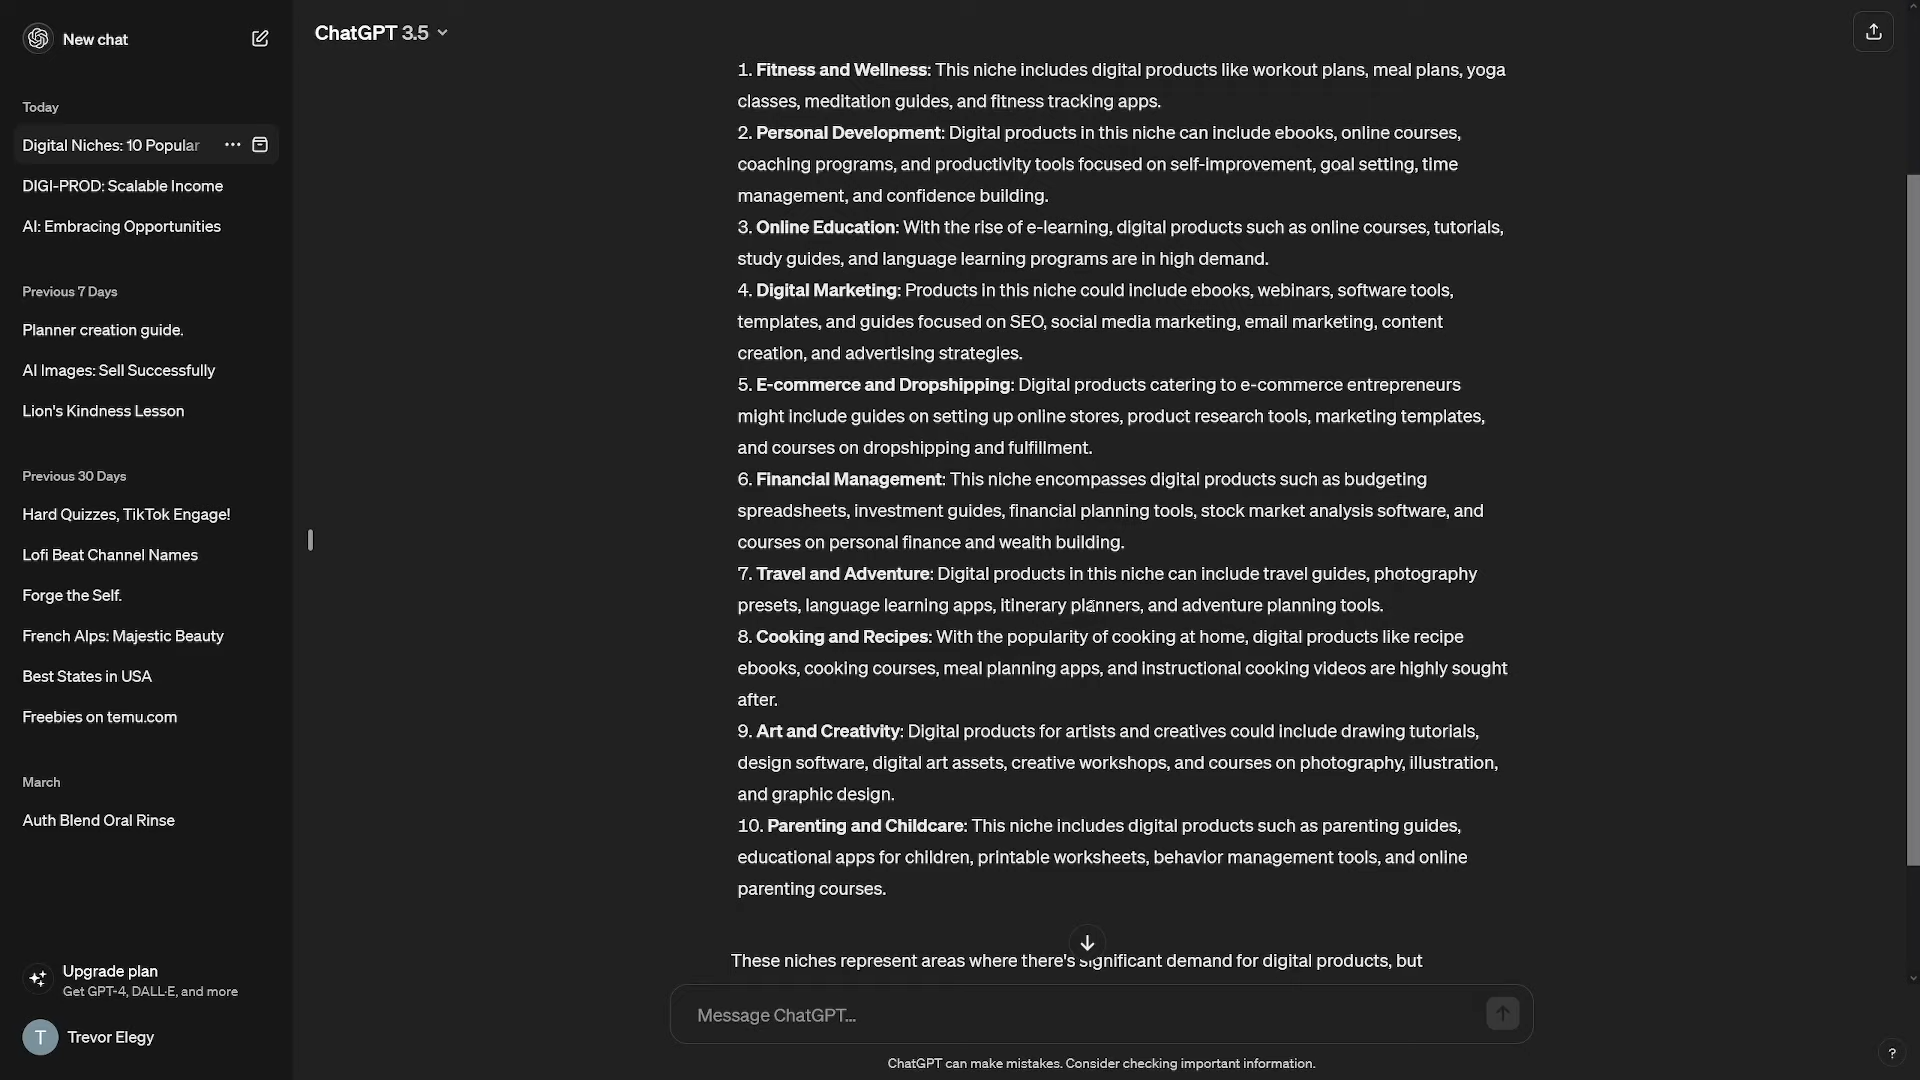 New chat
Today
Digital Niches: 10 Popular
DIGI-PROD: Scalable Income
AI: Embracing Opportunities
Previous 7 Days
Planner creation guide.
AI Images: Sell Successfully
Lion's Kindness Lesson
Previous 30 Days
Hard Quizzes, TikTok Engage!
Lofi Beat Channel Names
Forge the Self.
French Alps: Majestic Beauty
Best States in USA
Freebies on temu.com
March
Auth Blend Oral Rinse
Upgrade plan
Get GPT-4, DALL·E, and more
T
Trevor Elegy
ChatGPT 3.5
1. Fitness and Wellness: This niche includes digital products like workout plans, meal plans, yoga
classes, meditation guides, and fitness tracking apps.
2. Personal Development: Digital products in this niche can include ebooks, online courses,
coaching programs, and productivity tools focused on self-improvement, goal setting, time
management, and confidence building.
3. Online Education: With the rise of e-learning, digital products such as online courses, tutorials,
study guides, and language learning programs are in high demand.
4. Digital Marketing: Products in this niche could include ebooks, webinars, software tools,
templates, and guides focused on SEO, social media marketing, email marketing, content
creation, and advertising strategies.
5. E-commerce and Dropshipping: Digital products catering to e-commerce entrepreneurs
might include guides on setting up online stores, product research tools, marketing templates,
and courses on dropshipping and fulfillment.
6. Financial Management: This niche encompasses digital products such as budgeting
spreadsheets, investment guides, financial planning tools, stock market analysis software, and
courses on personal finance and wealth building.
7. Travel and Adventure: Digital products in this niche can include travel guides, photography
presets, language learning apps, itinerary planners, and adventure planning tools.
8. Cooking and Recipes: With the popularity of cooking at home, digital products like recipe
ebooks, cooking courses, meal planning apps, and instructional cooking videos are highly sought
after.
9. Art and Creativity: Digital products for artists and creatives could include drawing tutorials,
design software, digital art assets, creative workshops, and courses on photography, illustration,
and graphic design.
10. Parenting and Childcare: This niche includes digital products such as parenting guides,
educational apps for children, printable worksheets, behavior management tools, and online
parenting courses.
These niches represent areas where there's significant demand for digital products, but
Message ChatGPT...
ChatGPT can make mistakes. Consider checking important information.
?